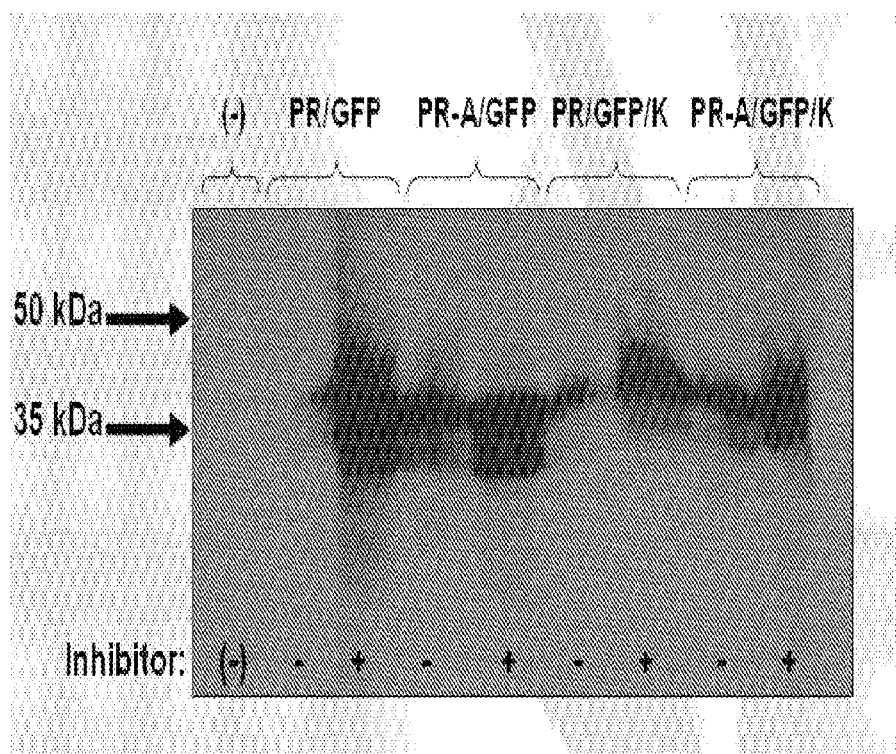 (-) PR/GFP PR-A/GFP PR/GFP/K PR-A/GFP/K
50 kDa
35 kDa
Inhibitor: (-) - + - + - + - +